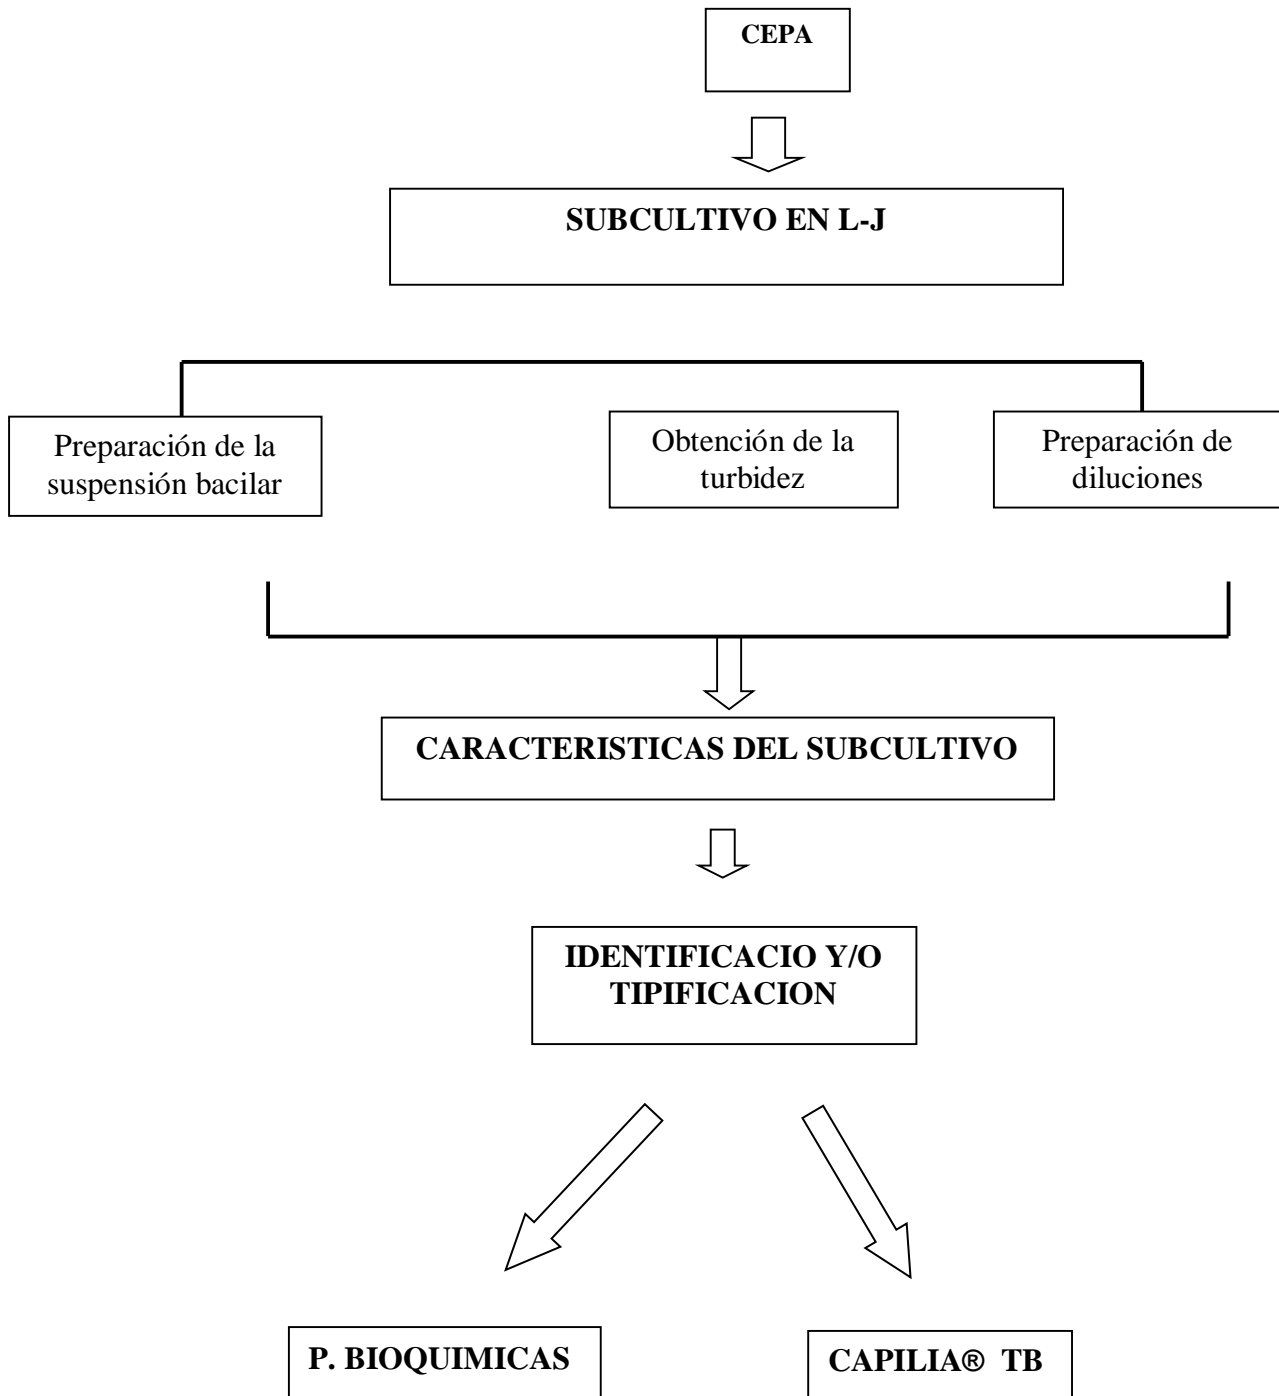 CEPA
SUBCULTIVO EN L-J
Preparación de la
suspensión bacilar
Obtención de la
turbidez
Preparación de
diluciones
CARACTERISTICAS DEL SUBCULTIVO
IDENTIFICACIO Y/O
TIPIFICACION
P. BIOQUIMICAS
CAPILIA® TB